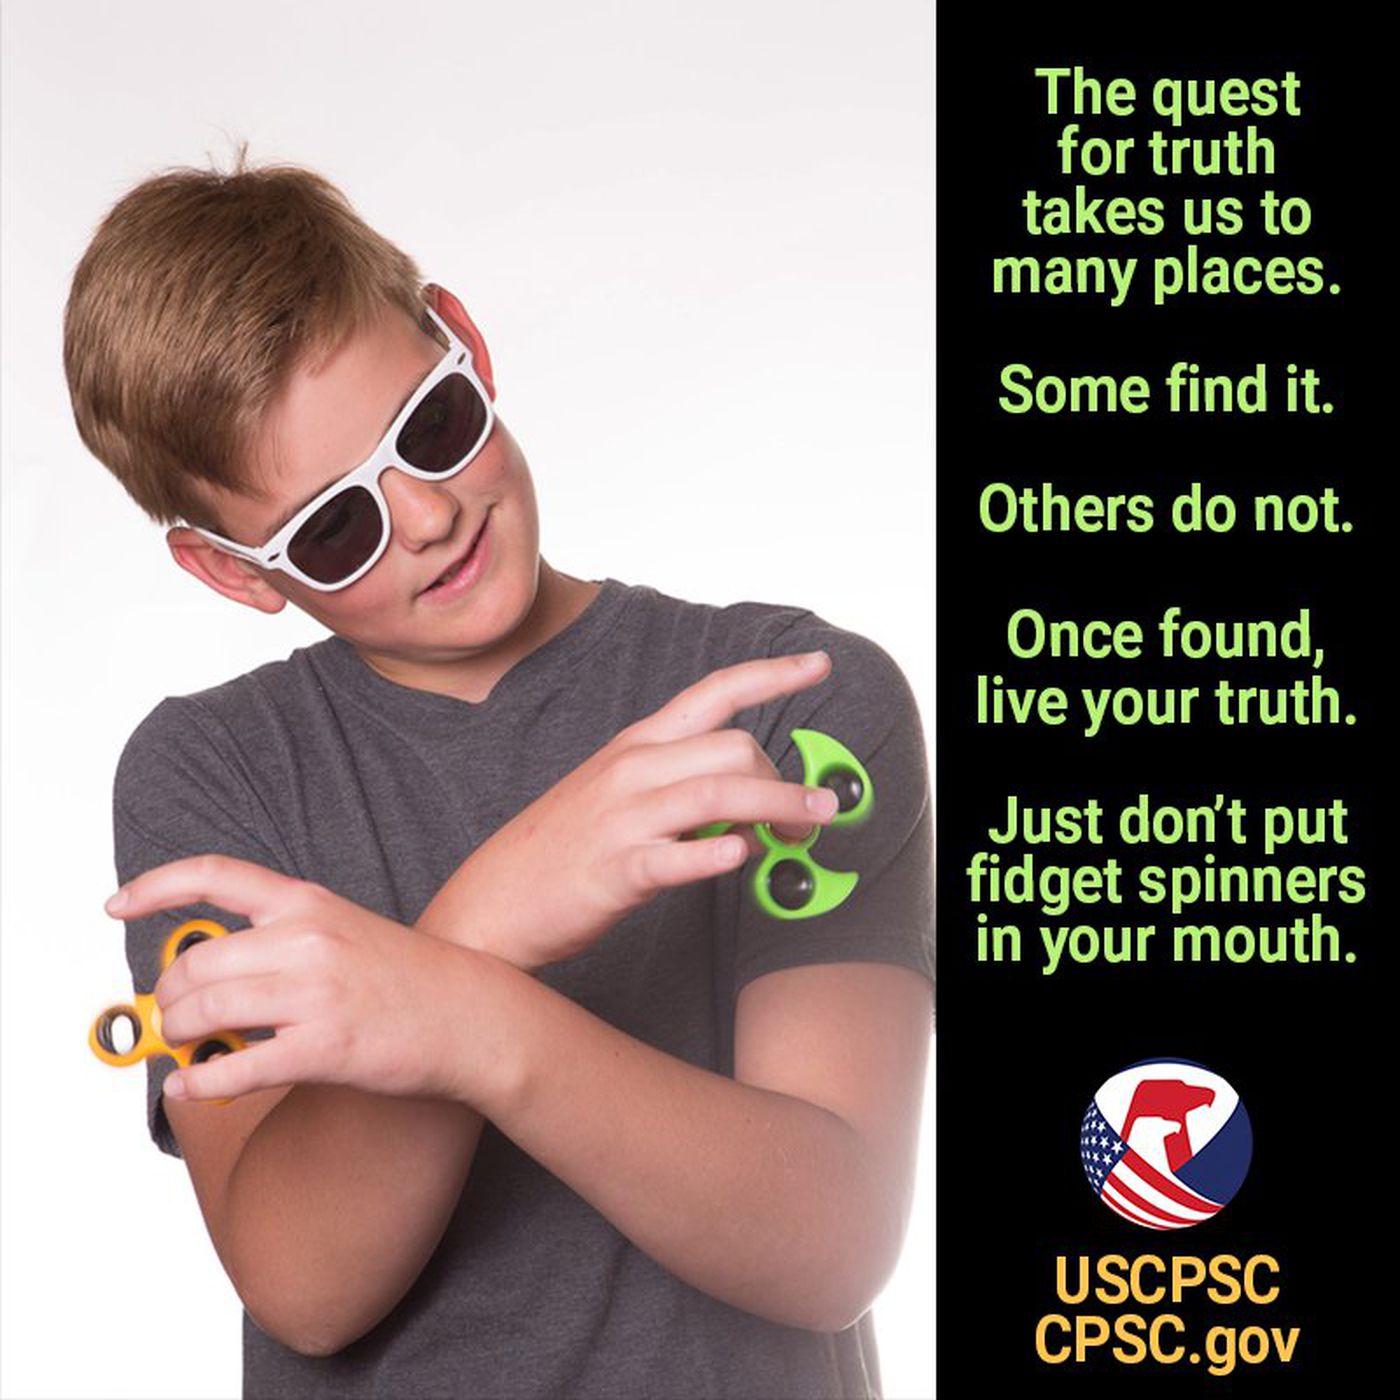 The quest
for truth
takes us to
many places.
Some find it.
Others do not.
Once found,
live your truth.
Just don't put
fidget spinners
in your mouth.
USCPSC
CPSC.gov